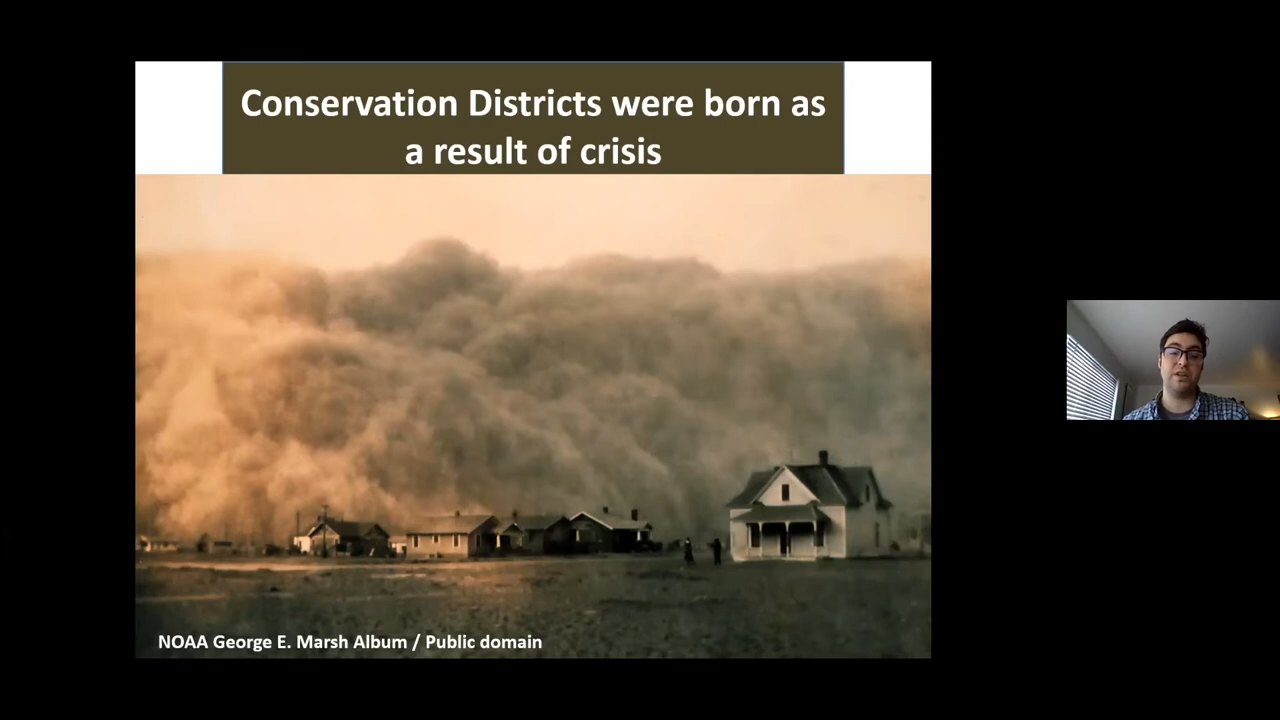 Conservation Districts were born as
a result of crisis
NOAA George E. Marsh Album / Public domain